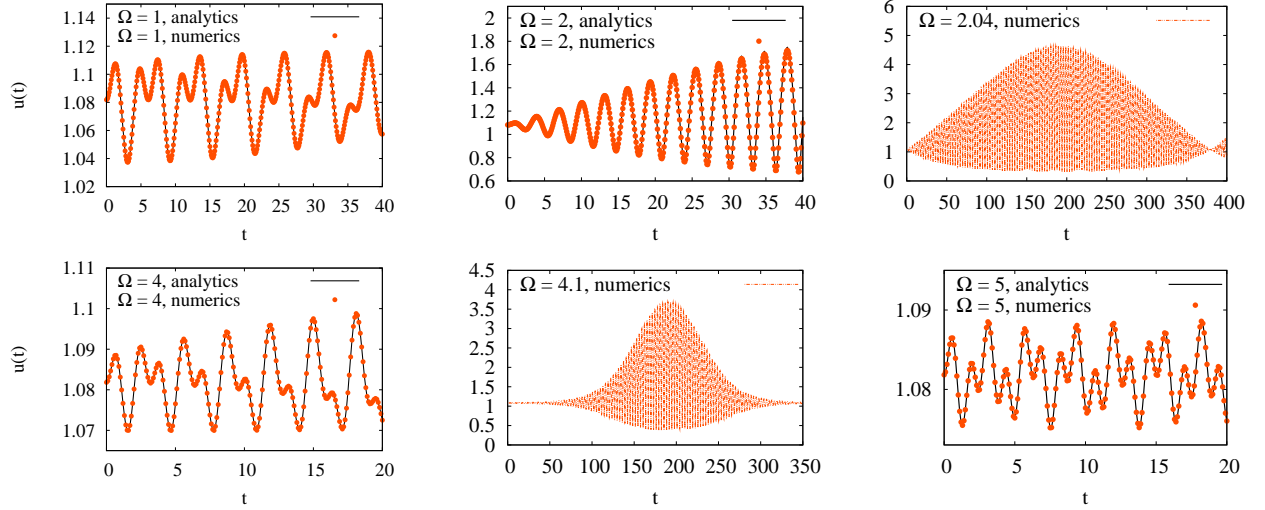 Ω = 1, analytics
Ω = 1, numerics
1.14
1.12
1.10
1.08
1.06
1.04
1.02
u(t)
0 5 10 15 20 25 30 35 40
t
Ω = 2, analytics
Ω = 2, numerics
2
1.8
1.6
1.4
1.2
1
0.8
0.6
0 5 10 15 20 25 30 35 40
t
Ω = 2.04, numerics
6
5
4
3
2
1
0
0 50 100 150 200 250 300 350 400
t
Ω = 4, analytics
Ω = 4, numerics
1.11
1.1
1.09
1.08
1.07
u(t)
0 5 10 15 20
t
Ω = 4.1, numerics
4.5
4
3.5
3
2.5
2
1.5
1
0.5
0
0 50 100 150 200 250 300 350
t
Ω = 5, analytics
Ω = 5, numerics
1.09
1.08
0 5 10 15 20
t